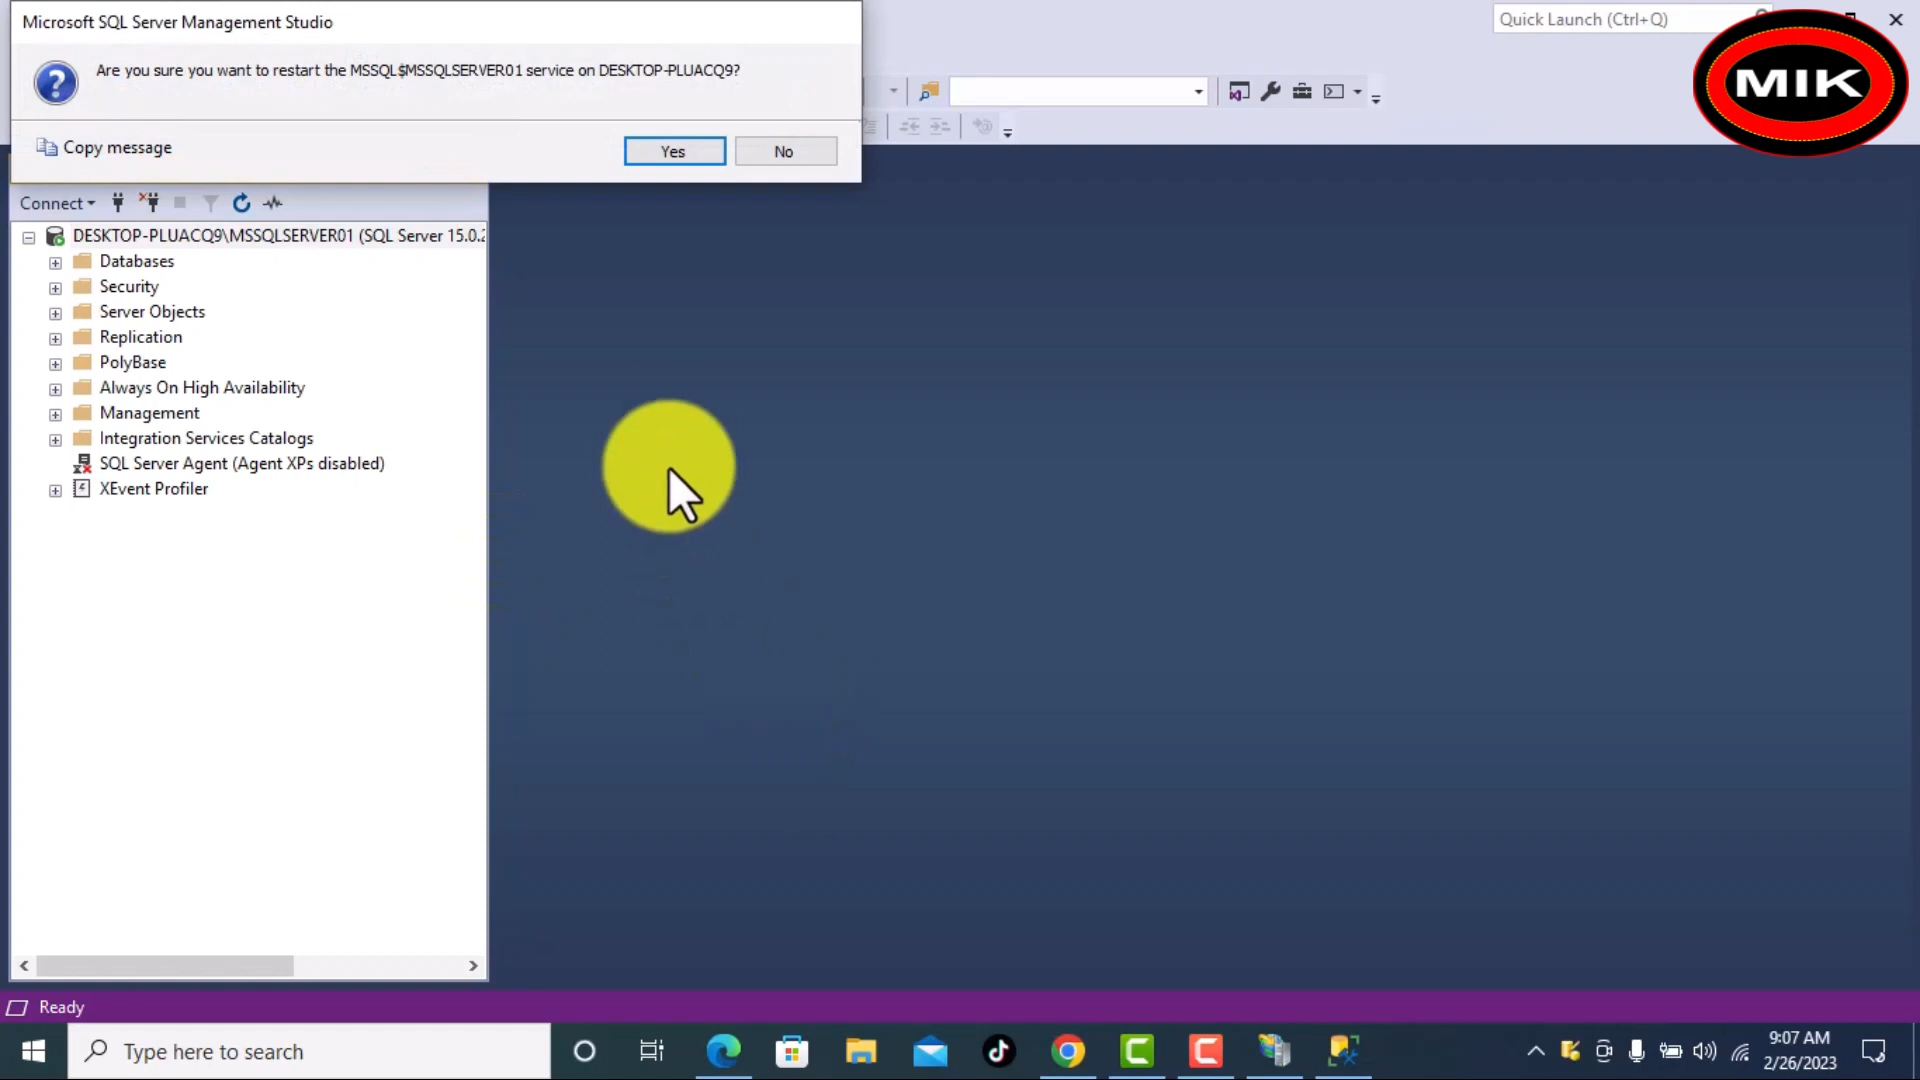 Microsoft SQL Server Management Studio
Quick Launch (Ctrl+Q)
MIK
Are you sure you want to restart the MSSQL$MSSQLSERVER01 service on DESKTOP-PLUACQ9?
Copy message
Yes
No
Connect
DESKTOP-PLUACQ9\MSSQLSERVER01 (SQL Server 15.0.2
Databases
Security
Server Objects
Replication
PolyBase
Always On High Availability
Management
Integration Services Catalogs
SQL Server Agent (Agent XPs disabled)
XEvent Profiler
Ready
Type here to search
9:07 AM
2/26/2023